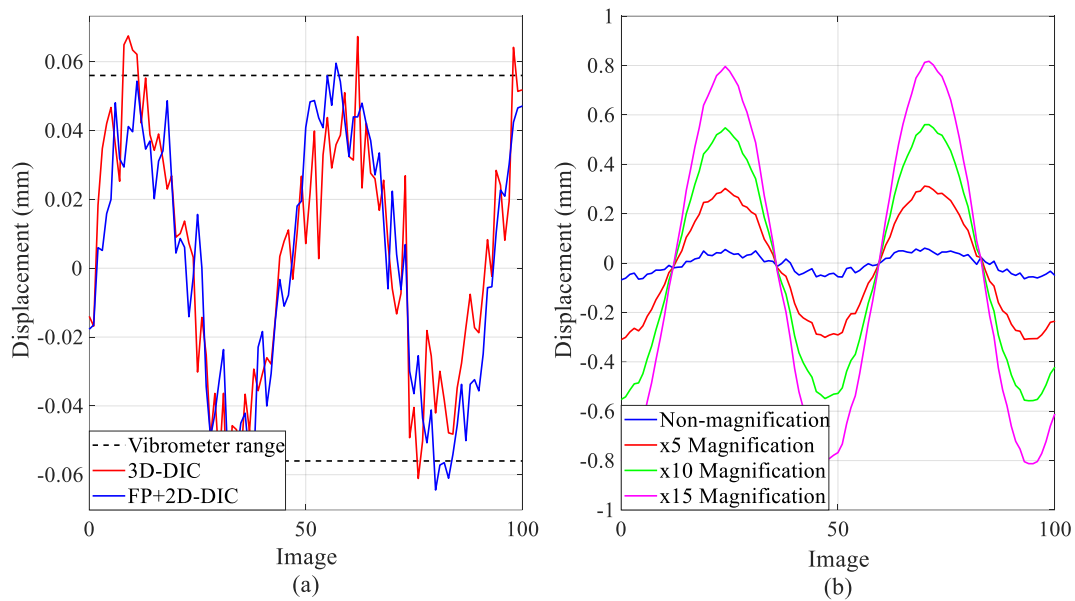 0.06
0.04
0.02
0
-0.02
-0.04
-0.06
Displacement (mm)
Vibrometer range
3D-DIC
FP+2D-DIC
0 50 100
Image
(a)
1
0.8
0.6
0.4
0.2
0
-0.2
-0.4
-0.6
-0.8
-1
Displacement (mm)
Non-magnification
x5 Magnification
x10 Magnification
x15 Magnification
0 50 100
Image
(b)